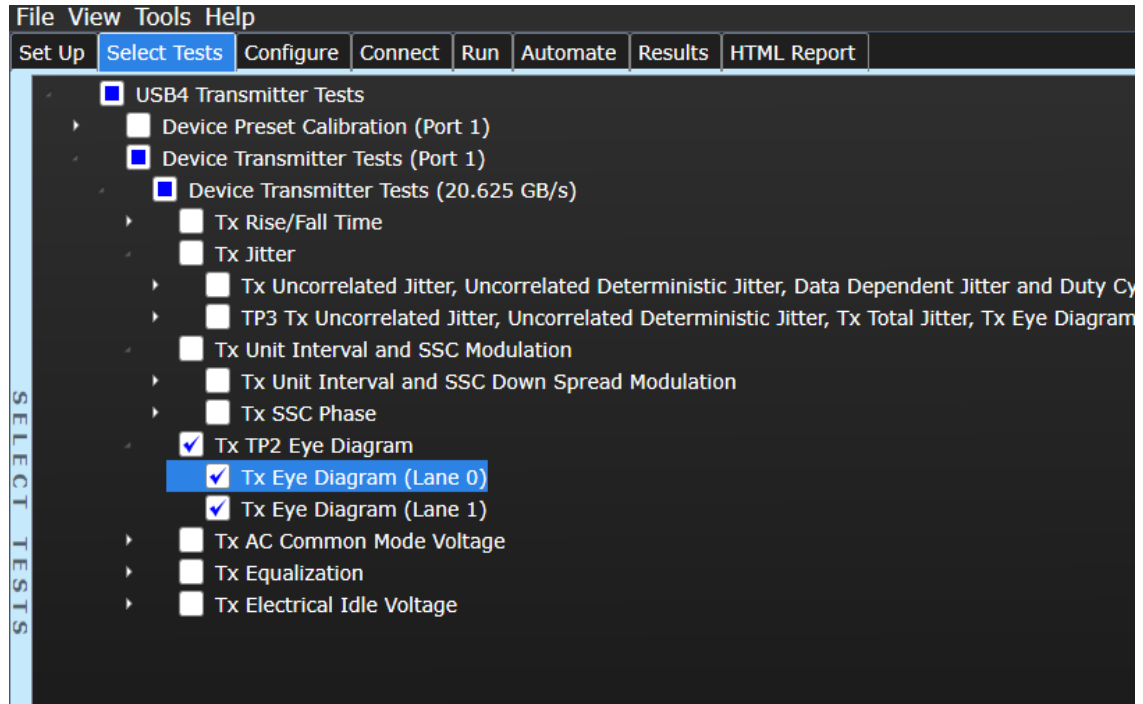 File View Tools Help
Set Up Select Tests Configure Connect Run Automate Results HTML Report
USB4 Transmitter Tests
Device Preset Calibration (Port 1)
Device Transmitter Tests (Port 1)
Device Transmitter Tests (20.625 GB/s)
Tx Rise/Fall Time
Tx Jitter
Tx Uncorrelated Jitter, Uncorrelated Deterministic Jitter, Data Dependent Jitter and Duty Cy
TP3 Tx Uncorrelated Jitter, Uncorrelated Deterministic Jitter, Tx Total Jitter, Tx Eye Diagram
Tx Unit Interval and SSC Modulation
Tx Unit Interval and SSC Down Spread Modulation
Tx SSC Phase
Tx TP2 Eye Diagram
Tx Eye Diagram (Lane 0)
Tx Eye Diagram (Lane 1)
Tx AC Common Mode Voltage
Tx Equalization
Tx Electrical Idle Voltage
SELECT TESTS